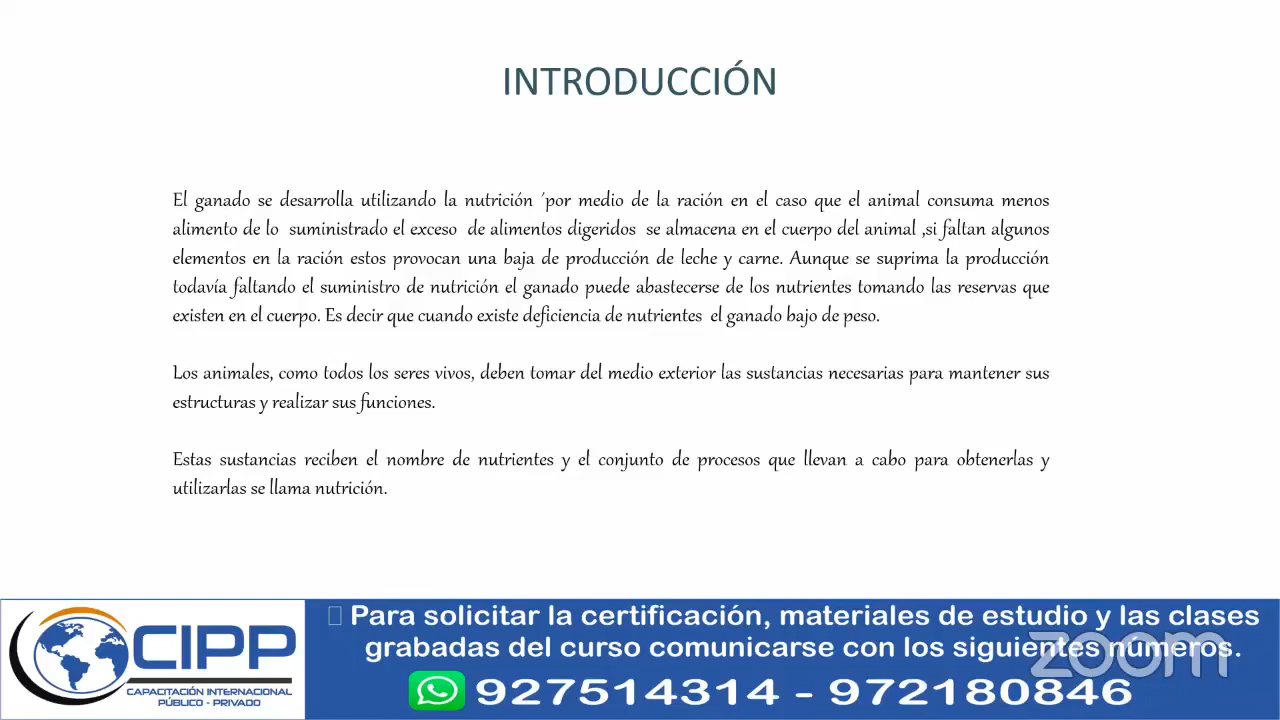 INTRODUCCIÓN
El ganado se desarrolla utilizando la nutrición ´por medio de la ración en el caso que el animal consuma menos
alimento de lo suministrado el exceso de alimentos digeridos se almacena en el cuerpo del animal ,si faltan algunos
elementos en la ración estos provocan una baja de producción de leche y carne. Aunque se suprima la producción
todavía faltando el suministro de nutrición el ganado puede abastecerse de los nutrientes tomando las reservas que
existen en el cuerpo. Es decir que cuando existe deficiencia de nutrientes el ganado bajo de peso.
Los animales, como todos los seres vivos, deben tomar del medio exterior las sustancias necesarias para mantener sus
estructuras y realizar sus funciones.
Estas sustancias reciben el nombre de nutrientes y el conjunto de procesos que llevan a cabo para obtenerlas y
utilizarlas se llama nutrición.
CIPP
CAPACITACIÓN INTERNACIONAL
PÚBLICO - PRIVADO
Para solicitar la certificación, materiales de estudio y las clases
grabadas del curso comunicarse con los siguientes números.
927514314 - 972180846
zoom